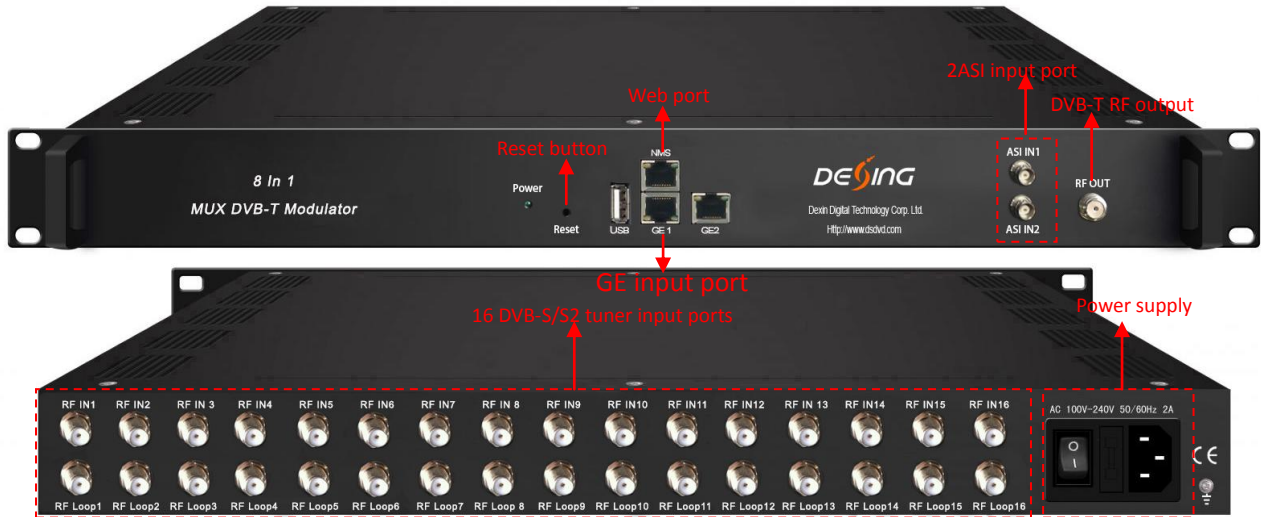 2ASI input port
Web port
DVB-T RF output
Reset button
8 In 1
MUX DVB-T Modulator
Power
Reset
USB
NMS
GE1
GE2
DESING
Dexin Digital Technology Corp. Ltd.
Http://www.dsdvd.com
ASI IN1
ASI IN2
RF OUT
GE input port
16 DVB-S/S2 tuner input ports
Power supply
RF IN1 RF IN2 RF IN 3 RF IN4 RF IN5 RF IN6 RF IN7 RF IN 8 RF IN9 RF IN10 RF IN11 RF IN12 RF IN 13 RF IN14 RF IN15 RF IN16
RF Loop1 RF Loop2 RF Loop3 RF Loop4 RF Loop5 RF Loop6 RF Loop7 RF Loop 8 RF Loop9 RF Loop10 RF Loop11 RF Loop12 RF Loop13 RF Loop14 RF Loop15 RF Loop16
AC 100V-240V 50/60Hz 2A
O
I
CE